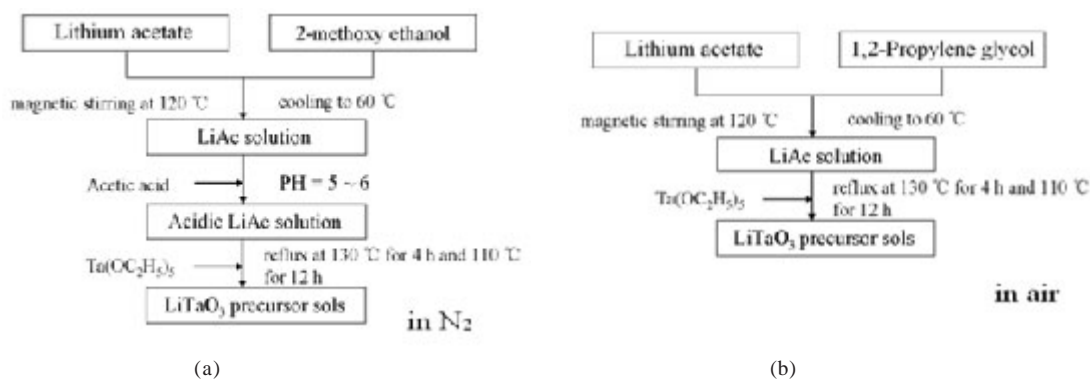 Lithium acetate
2-methoxy ethanol
magnetic stirring at 120 ℃
cooling to 60 ℃
LiAc solution
Acetic acid
PH = 5 ~ 6
Acidic LiAc solution
Ta(OC₂H₅)₅
reflux at 130 ℃ for 4 h and 110 ℃
for 12 h
LiTaO₃ precursor sols
in N₂
(a)
Lithium acetate
1,2-Propylene glycol
magnetic stirring at 120 ℃
cooling to 60 ℃
LiAc solution
Ta(OC₂H₅)₅
reflux at 130 ℃ for 4 h and 110 ℃
for 12 h
LiTaO₃ precursor sols
in air
(b)